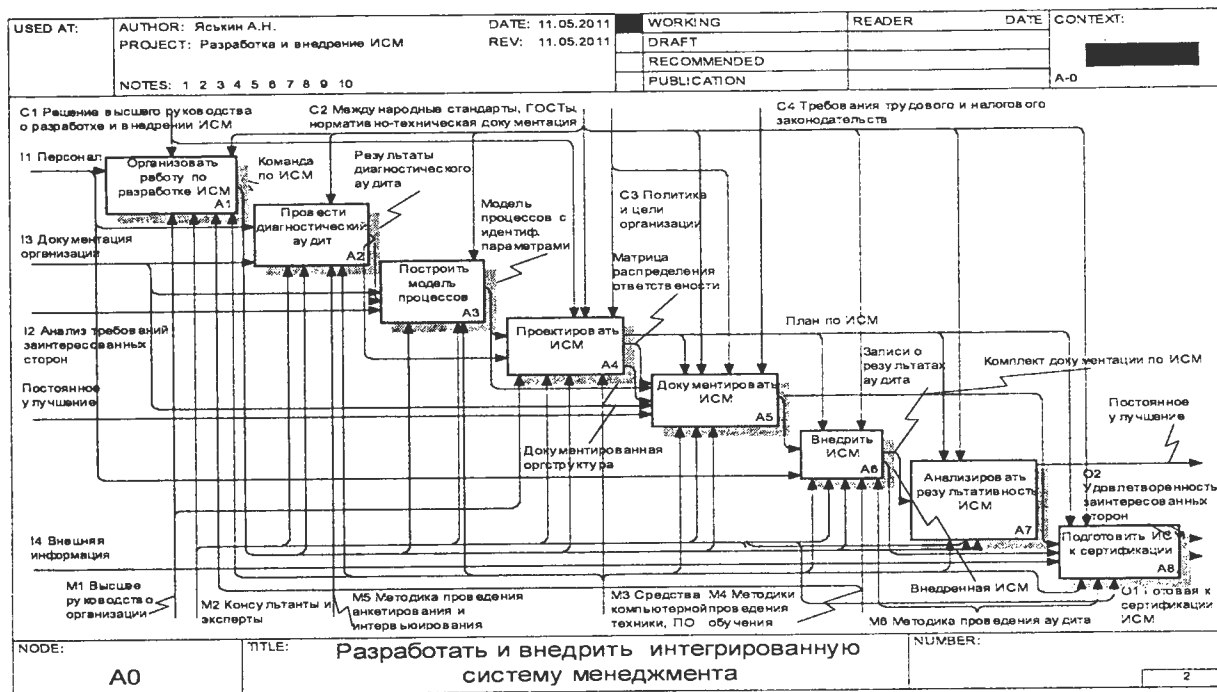 USED AT:
AUTHOR: Яськин А.Н.
DATE: 11.05.2011
PROJECT: Разработка и внедрение ИСМ
REV: 11.05.2011
NOTES: 1 2 3 4 5 6 7 8 9 10
WORKING
DRAFT
RECOMMENDED
PUBLICATION
READER
DATE
CONTEXT:
A-0
C1 Решение высшего руководства
о разработке и внедрении ИСМ
C2 Международные стандарты, ГОСТы,
нормативно-техническая документация
C4 Требования трудового и налогового
законодательств
I1 Персонал
Организовать
работу по
разработке ИСМ
A1
Команда
по ИСМ
Результаты
диагностического
аудита
Провести
диагностический
аудит
A2
Модель
процессов с
идентиф.
параметрами
C3 Политика
и цели
организации
I3 Документация
организации
Построить
модель
процессов
A3
Матрица
распределения
ответствености
I2 Анализ требований
заинтересованных
сторон
Проектировать
ИСМ
A4
План по ИСМ
Записи о
результатах
аудита
Комплект документации по ИСМ
Постоянное
улучшение
Документировать
ИСМ
A5
Постоянное
улучшение
Документированная
оргструктура
Внедрить
ИСМ
A6
Анализировать
результативность
ИСМ
A7
O2
Удовлетворенность
заинтересованных
сторон
I4 Внешняя
информация
Подготовить ИСМ
к сертификации
A8
M1 Высшее
руководство
организации
M2 Консультанты и
эксперты
M5 Методика проведения
анкетирования и
интервьюирования
M3 Средства
компьютерной
техники, ПО
M4 Методики
проведения
обучения
Внедренная ИСМ
M6 Методика проведения аудита
O1 Готовая к
сертификации
ИСМ
NODE:
A0
TITLE:
Разработать и внедрить интегрированную
систему менеджмента
NUMBER:
2